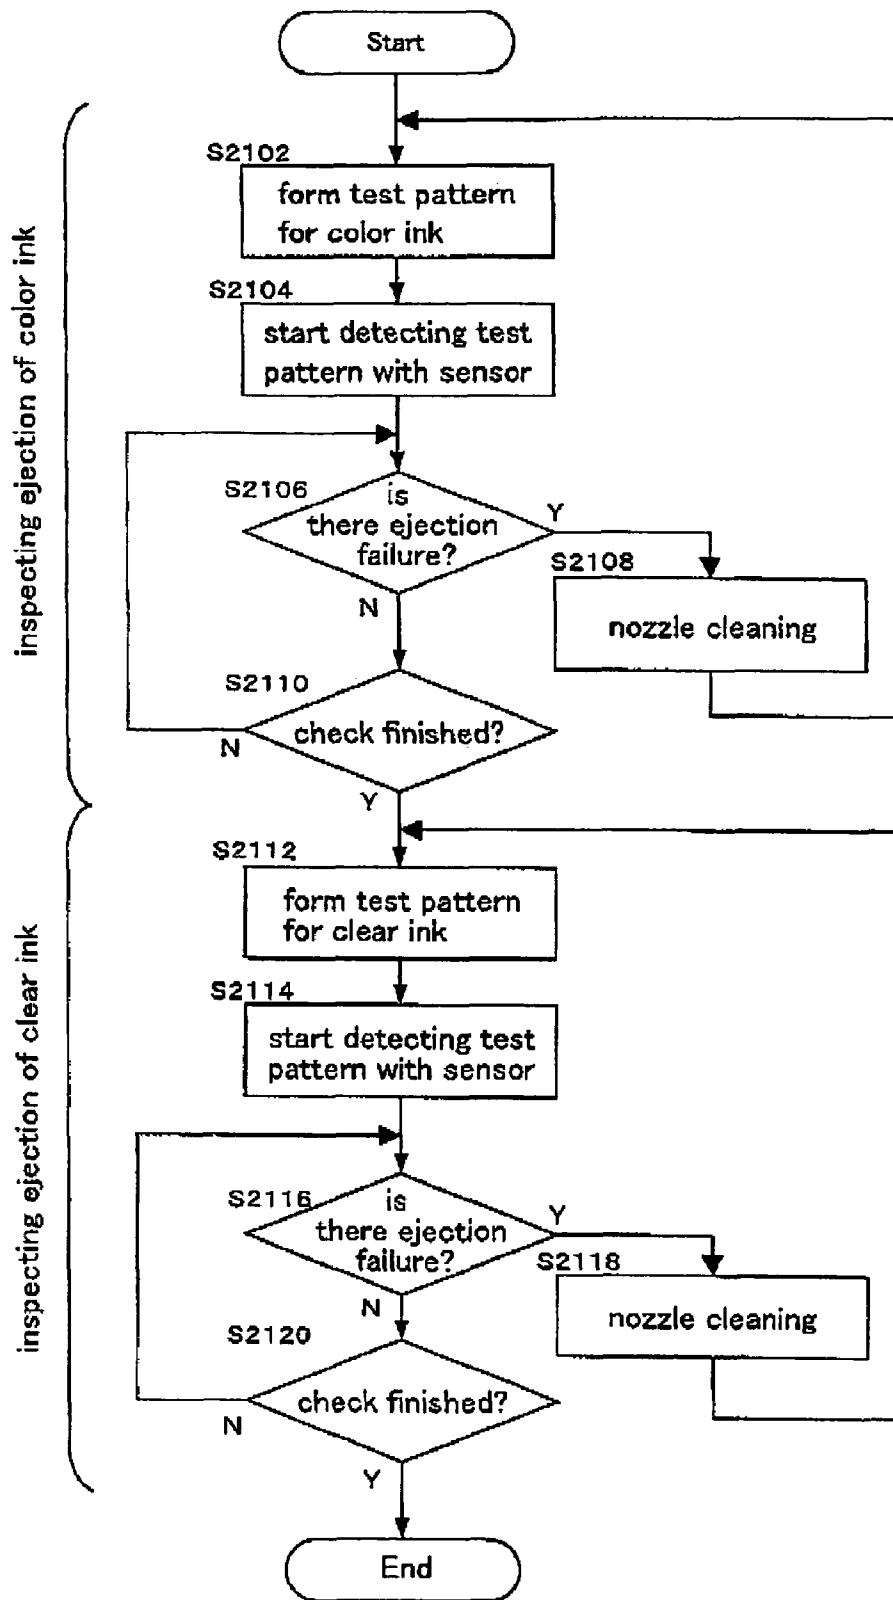 Start
inspecting ejection of color ink
S2102
form test pattern
for color ink
S2104
start detecting test
pattern with sensor
S2106
is
there ejection
failure?
Y
N
S2108
nozzle cleaning
S2110
check finished?
N
Y
inspecting ejection of clear ink
S2112
form test pattern
for clear ink
S2114
start detecting test
pattern with sensor
S2116
is
there ejection
failure?
Y
N
S2118
nozzle cleaning
S2120
check finished?
N
Y
End